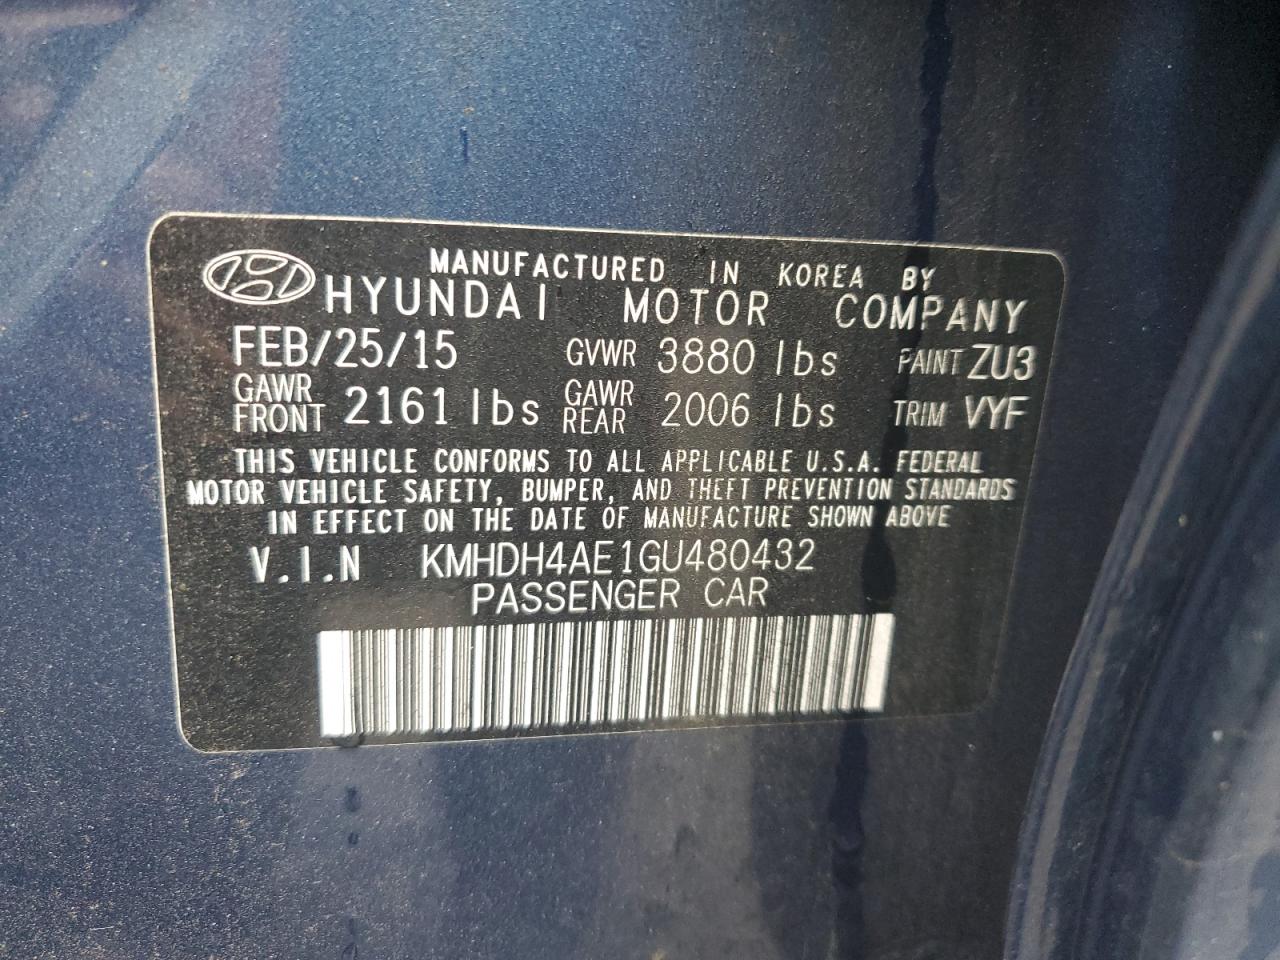 MANUFACTURED IN KOREA BY
HYUNDAI MOTOR COMPANY
FEB/25/15 GVWR 3880 lbs PAINT ZU3
GAWR FRONT 2161 lbs GAWR REAR 2006 lbs TRIM VYF
THIS VEHICLE CONFORMS TO ALL APPLICABLE U.S.A. FEDERAL
MOTOR VEHICLE SAFETY, BUMPER, AND THEFT PREVENTION STANDARDS
IN EFFECT ON THE DATE OF MANUFACTURE SHOWN ABOVE
V.I.N KMHDH4AE1GU480432
PASSENGER CAR